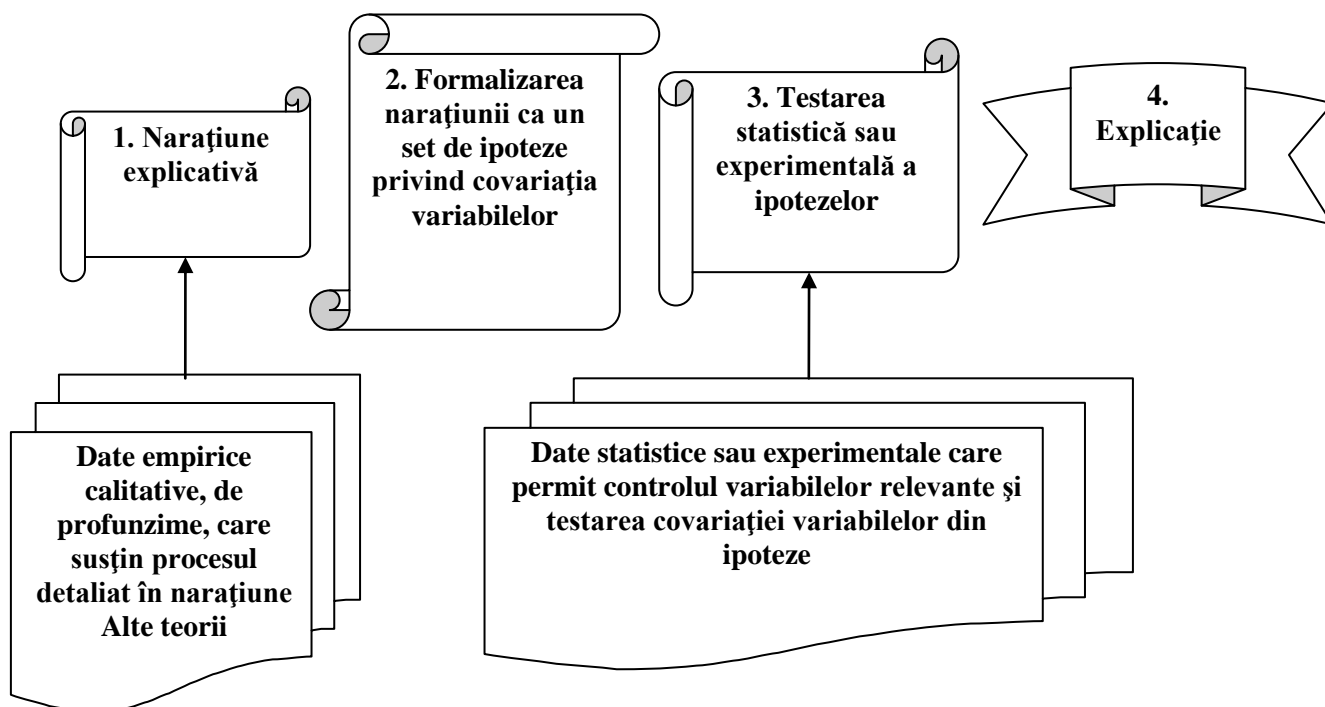 1. Naraţiune
explicativă
2. Formalizarea
naraţiunii ca un
set de ipoteze
privind covariaţia
variabilelor
3. Testarea
statistică sau
experimentală a
ipotezelor
4.
Explicaţie
Date empirice
calitative, de
profunzime, care
susţin procesul
detaliat în naraţiune
Alte teorii
Date statistice sau experimentale care
permit controlul variabilelor relevante şi
testarea covariaţiei variabilelor din
ipoteze